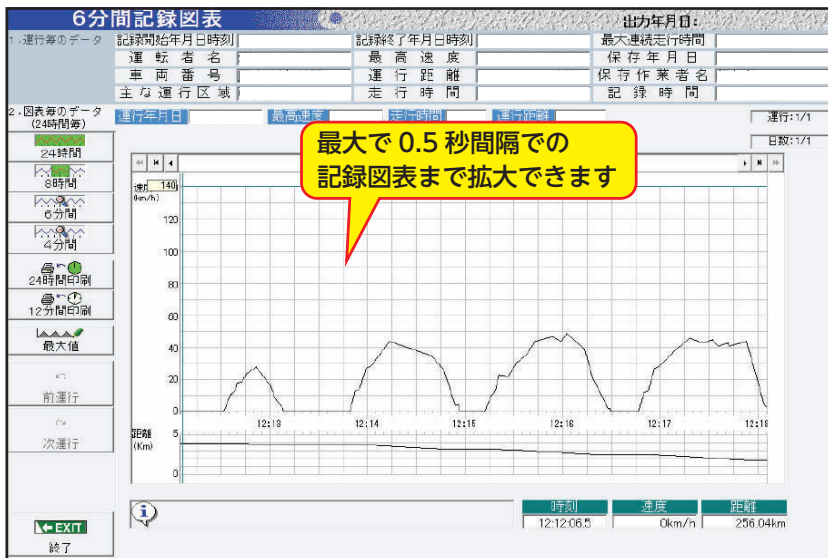 6分間記録図表
出力年月日:
1.運行毎のデータ
記録開始年月日時刻
記録終了年月日時刻
最大連続走行時間
運転者名
最高速度
保存年月日
車両番号
運行距離
保存作業者名
主な運行区域
走行時間
記録時間
2.図表毎のデータ
(24時間毎)
運行年月日
最高速度
走行時間
運行距離
運行:1/1
日数:1/1
最大で 0.5 秒間隔での
記録図表まで拡大できます
24時間
8時間
6分間
4分間
24時間印刷
12分間印刷
最大値
前運行
次運行
EXIT
終了
速度
(km/h)
140
120
100
80
60
40
20
0
12:13
12:14
12:15
12:16
12:17
12:18
距離
(Km)
5
0
時刻
速度
距離
12:12:06.5
0km/h
256.04km